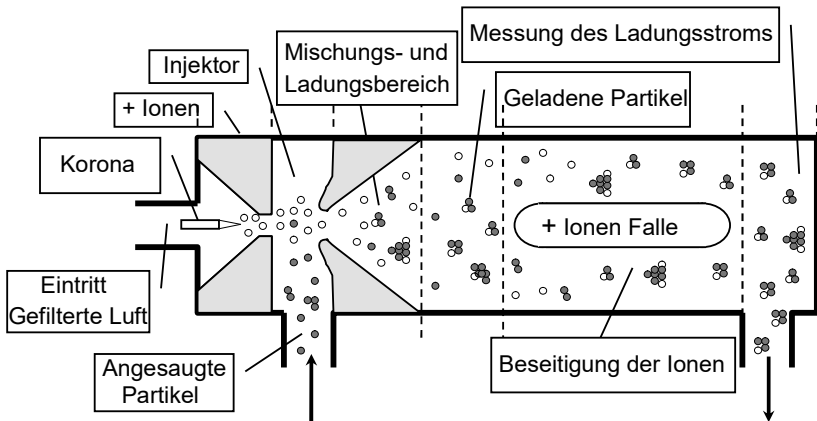 Messung des Ladungsstroms
Mischungs- und
Ladungsbereich
Injektor
Geladene Partikel
+ Ionen
Korona
+ Ionen Falle
Eintritt
Gefilterte Luft
Angesaugte
Partikel
Beseitigung der Ionen